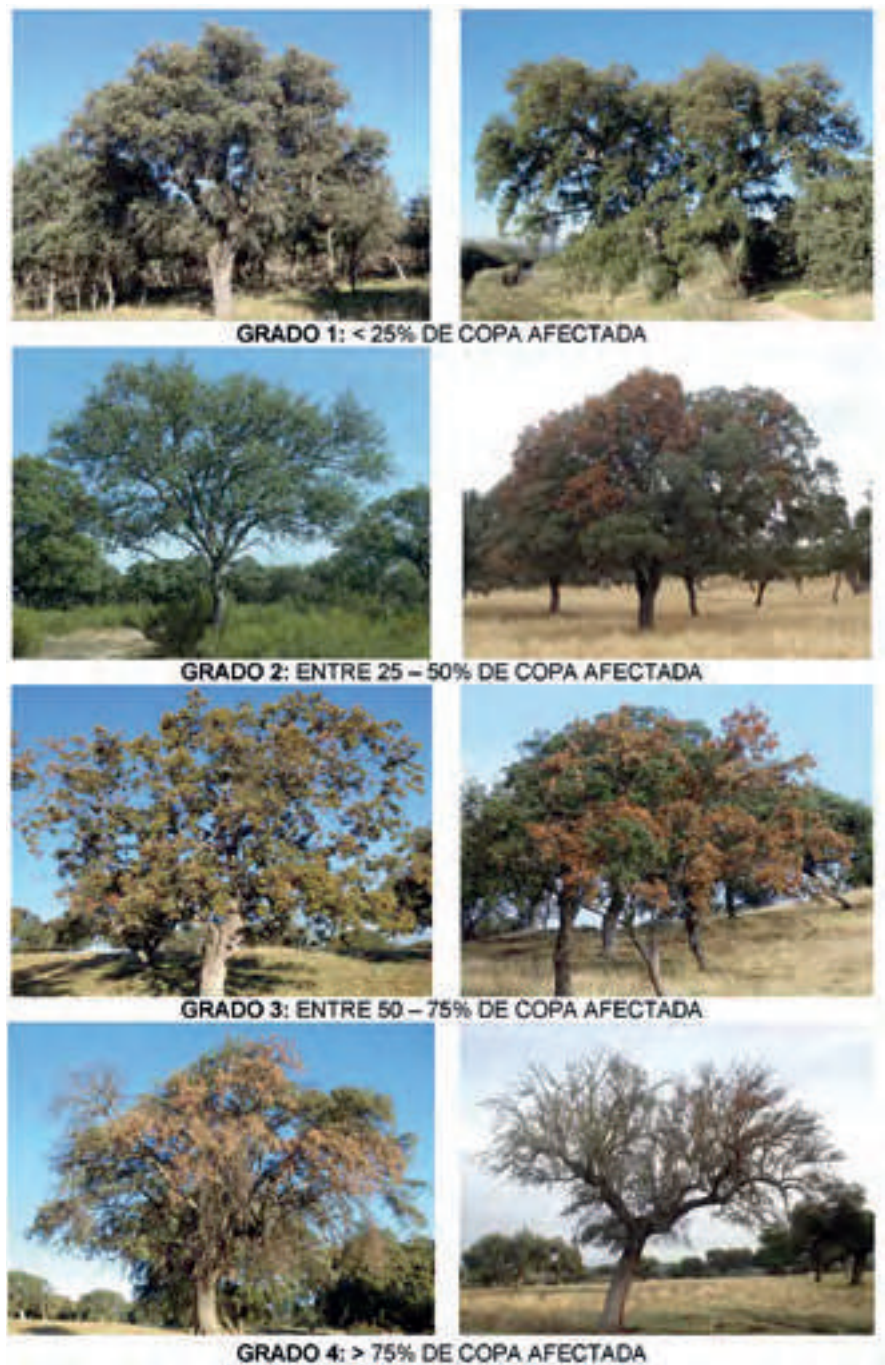 GRADO 1: < 25% DE COPA AFECTADA
GRADO 2: ENTRE 25 – 50% DE COPA AFECTADA
GRADO 3: ENTRE 50 – 75% DE COPA AFECTADA
GRADO 4: > 75% DE COPA AFECTADA